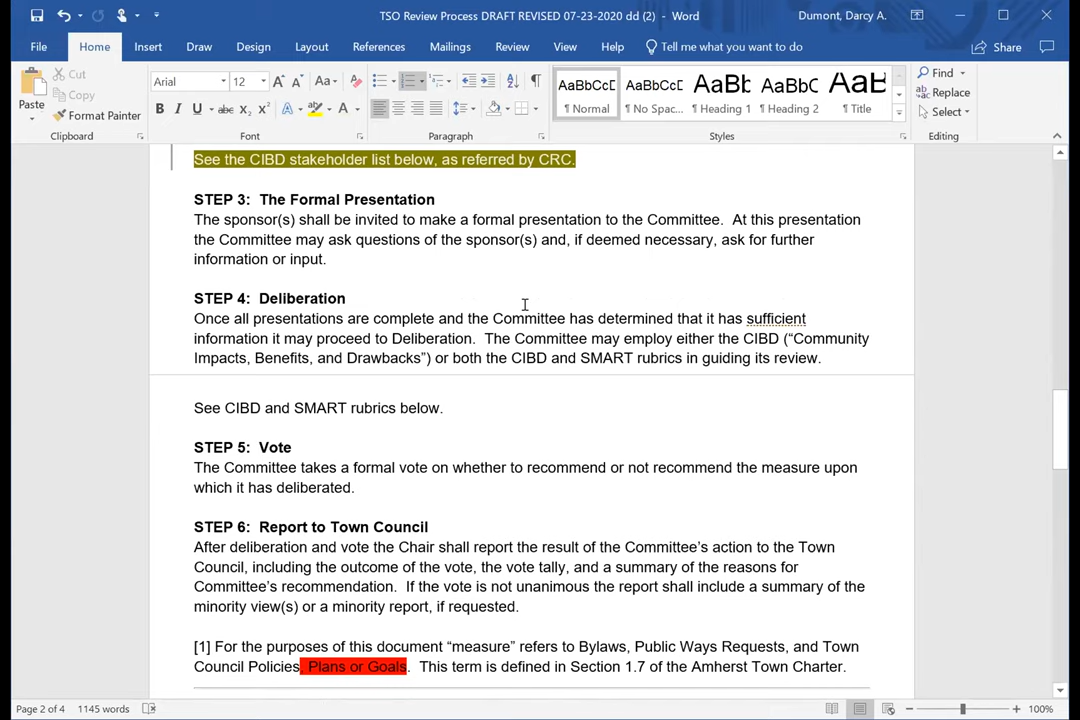 TSO Review Process DRAFT REVISED 07-23-2020 dd (2) - Word
Dumont, Darcy A.
File Home Insert Draw Design Layout References Mailings Review View Help Tell me what you want to do Share
Paste
Cut
Copy
Format Painter
Clipboard
Arial 12
Font
Paragraph
AaBbCcD AaBbCcD AaBbC AaBbC AaB
¶ Normal ¶ No Spac... ¶ Heading 1 ¶ Heading 2 ¶ Title
Styles
Find
Replace
Select
Editing
See the CIBD stakeholder list below, as referred by CRC.
STEP 3: The Formal Presentation
The sponsor(s) shall be invited to make a formal presentation to the Committee. At this presentation
the Committee may ask questions of the sponsor(s) and, if deemed necessary, ask for further
information or input.
STEP 4: Deliberation
Once all presentations are complete and the Committee has determined that it has sufficient
information it may proceed to Deliberation. The Committee may employ either the CIBD (“Community
Impacts, Benefits, and Drawbacks”) or both the CIBD and SMART rubrics in guiding its review.
See CIBD and SMART rubrics below.
STEP 5: Vote
The Committee takes a formal vote on whether to recommend or not recommend the measure upon
which it has deliberated.
STEP 6: Report to Town Council
After deliberation and vote the Chair shall report the result of the Committee’s action to the Town
Council, including the outcome of the vote, the vote tally, and a summary of the reasons for
Committee’s recommendation. If the vote is not unanimous the report shall include a summary of the
minority view(s) or a minority report, if requested.
[1] For the purposes of this document “measure” refers to Bylaws, Public Ways Requests, and Town
Council Policies, Plans or Goals. This term is defined in Section 1.7 of the Amherst Town Charter.
Page 2 of 4 1145 words 100%